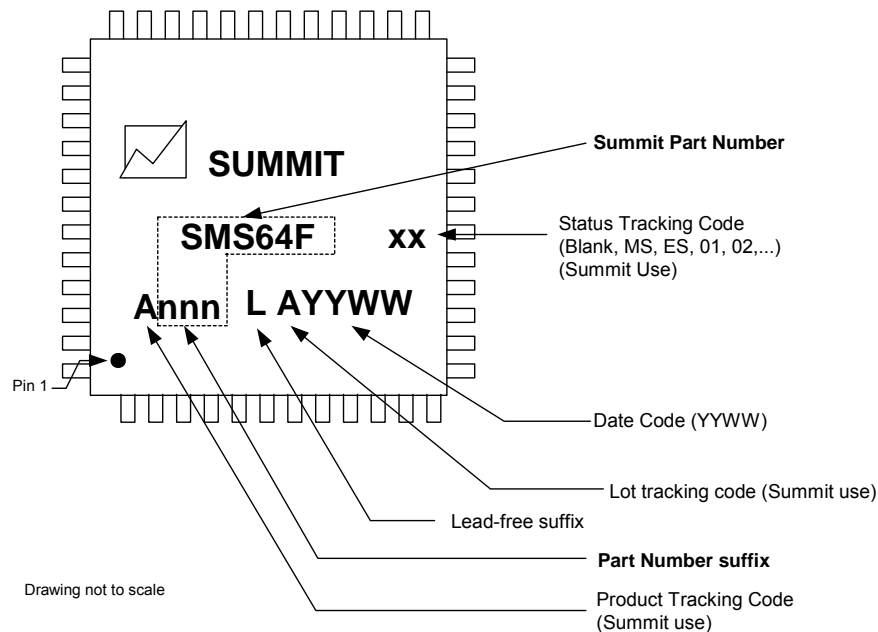 SUMMIT
Summit Part Number
SMS64F
xx
Status Tracking Code
(Blank, MS, ES, 01, 02,...)
(Summit Use)
Annn
L AYYWW
Pin 1
Date Code (YYWW)
Lot tracking code (Summit use)
Lead-free suffix
Part Number suffix
Drawing not to scale
Product Tracking Code
(Summit use)